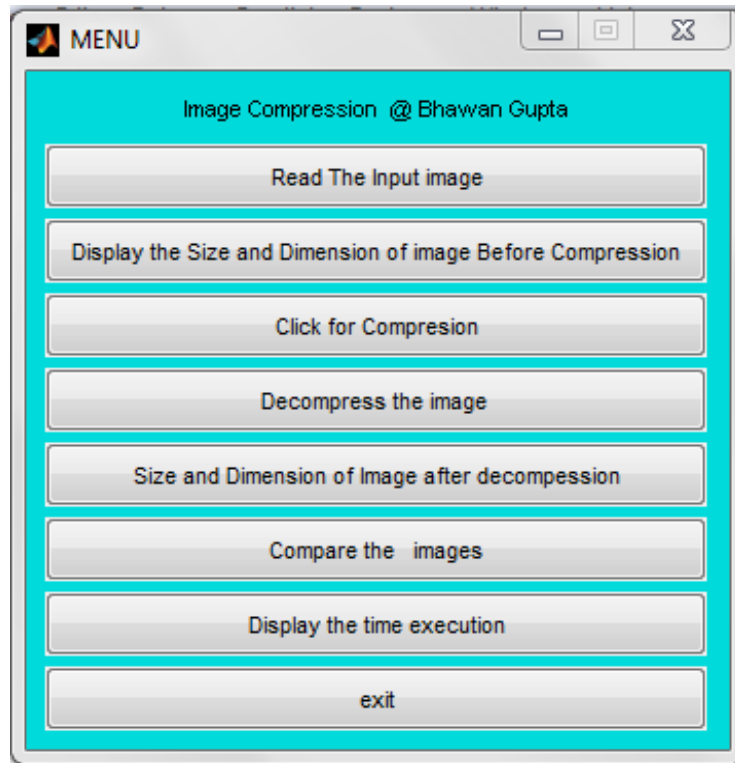 MENU
Image Compression @ Bhawan Gupta
Read The Input image
Display the Size and Dimension of image Before Compression
Click for Compresion
Decompress the image
Size and Dimension of Image after decompession
Compare the images
Display the time execution
exit